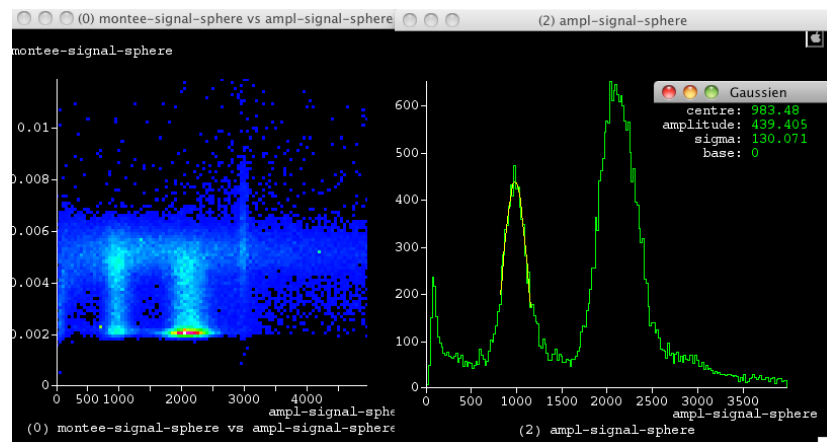 (0) montee-signal-sphere vs ampl-signal-sphere
montee-signal-sphere
0.01
0.008
0.006
0.004
0.002
0
0 500 1000 2000 3000 4000
ampl-signal-sphe
(0) montee-signal-sphere vs ampl-signal-sphere
(2) ampl-signal-sphere
Gaussien
centre: 983.48
amplitude: 439.405
sigma: 130.071
base: 0
600
500
400
300
200
100
0
0 500 1000 1500 2000 2500 3000 3500
ampl-signal-sphere
(2) ampl-signal-sphere